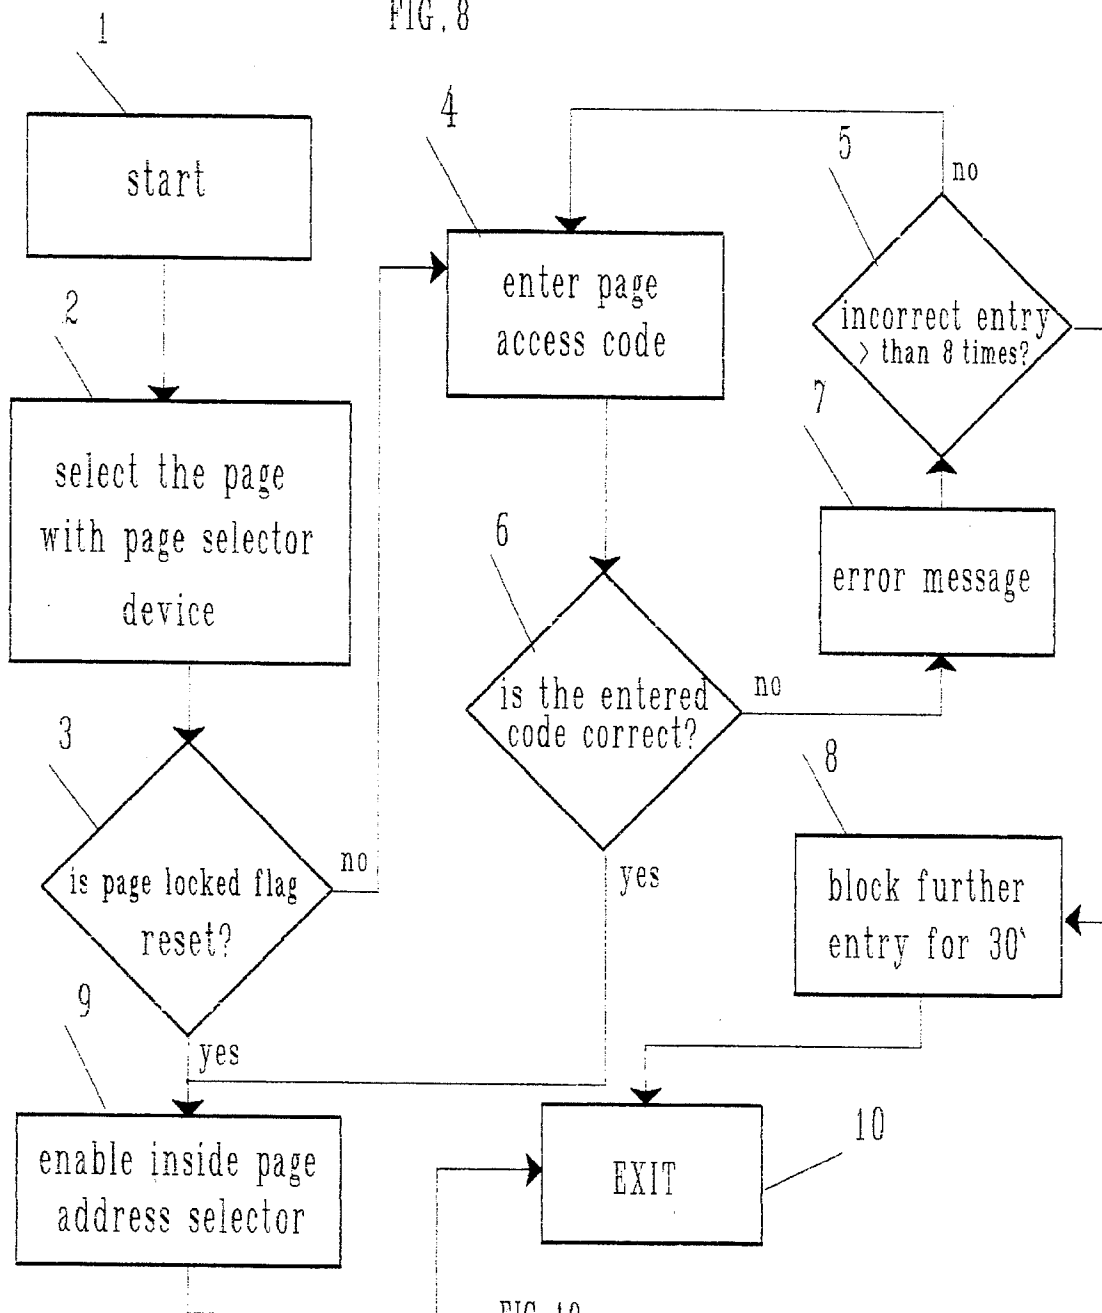 FIG. 8
1
start
2
select the page
with page selector
device
3
is page locked flag
reset?
no
yes
4
enter page
access code
5
no
incorrect entry
> than 8 times?
6
is the entered
code correct?
no
yes
7
error message
8
block further
entry for 30`
9
enable inside page
address selector
10
EXIT
FIG. 10